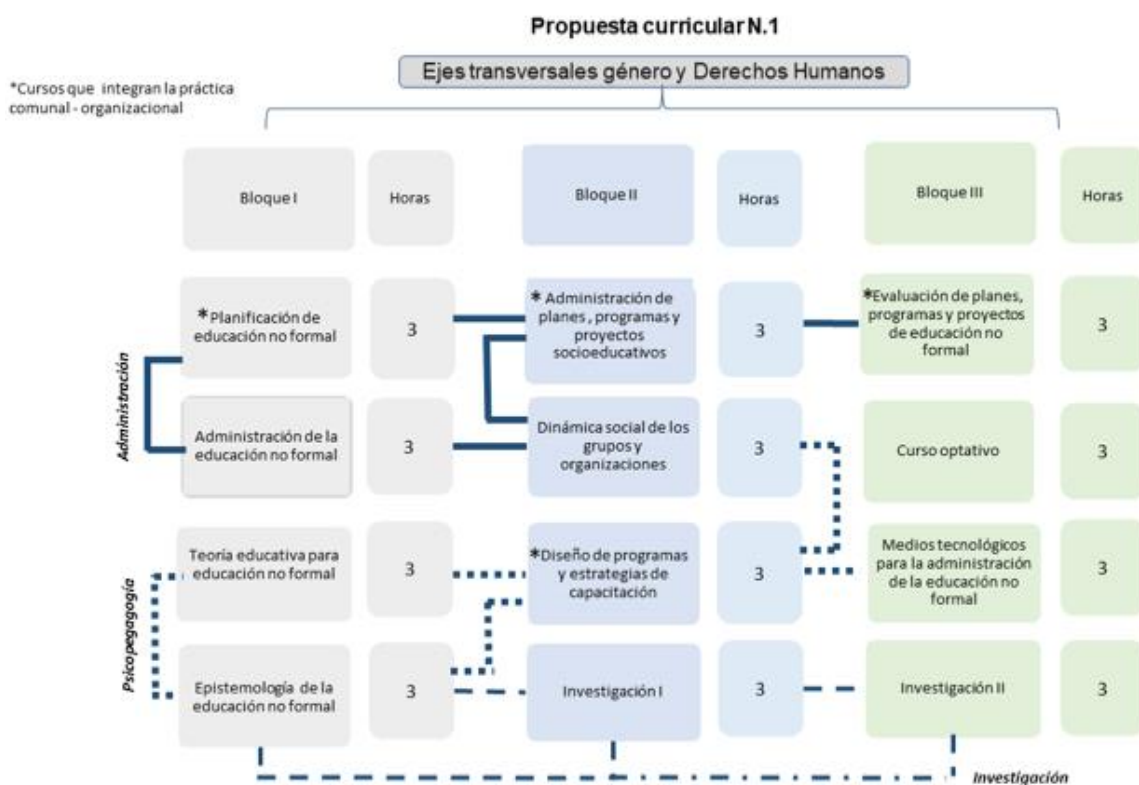 Propuesta curricular N.1
Ejes transversales género y Derechos Humanos
*Cursos que integran la práctica
comunal - organizacional
Bloque I
Horas
Bloque II
Horas
Bloque III
Horas
Administración
*Planificación de
educación no formal
3
* Administración de
planes , programas y
proyectos
socioeducativos
3
*Evaluación de planes,
programas y proyectos
de educación no
formal
3
Administración de la
educación no formal
3
Dinámica social de los
grupos y
organizaciones
3
Curso optativo
3
Psicopegagogía
Teoría educativa para
educación no formal
3
*Diseño de programas
y estrategias de
capacitación
3
Medios tecnológicos
para la administración
de la educación no
formal
3
Epistemología de la
educación no formal
3
Investigación I
3
Investigación II
3
Investigación